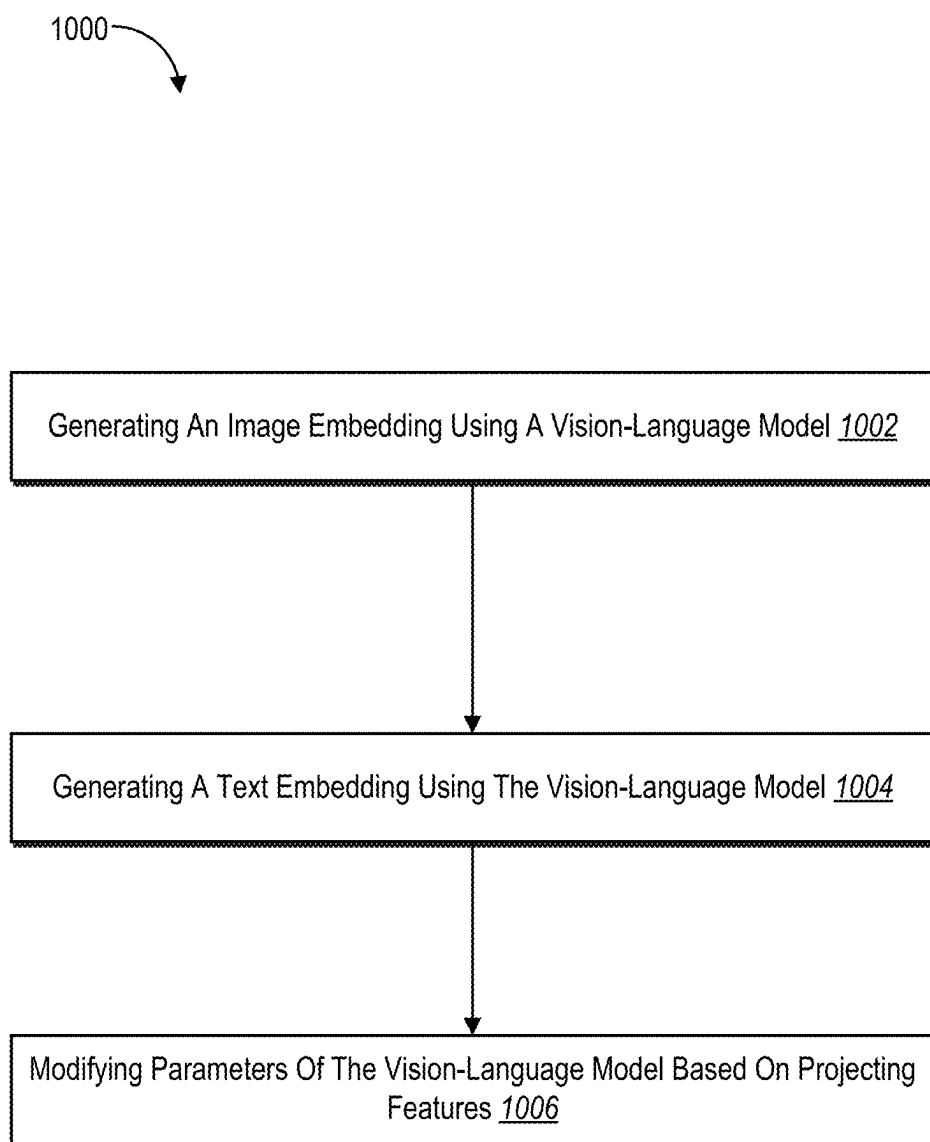 1000
Generating An Image Embedding Using A Vision-Language Model 1002
Generating A Text Embedding Using The Vision-Language Model 1004
Modifying Parameters Of The Vision-Language Model Based On Projecting
Features 1006